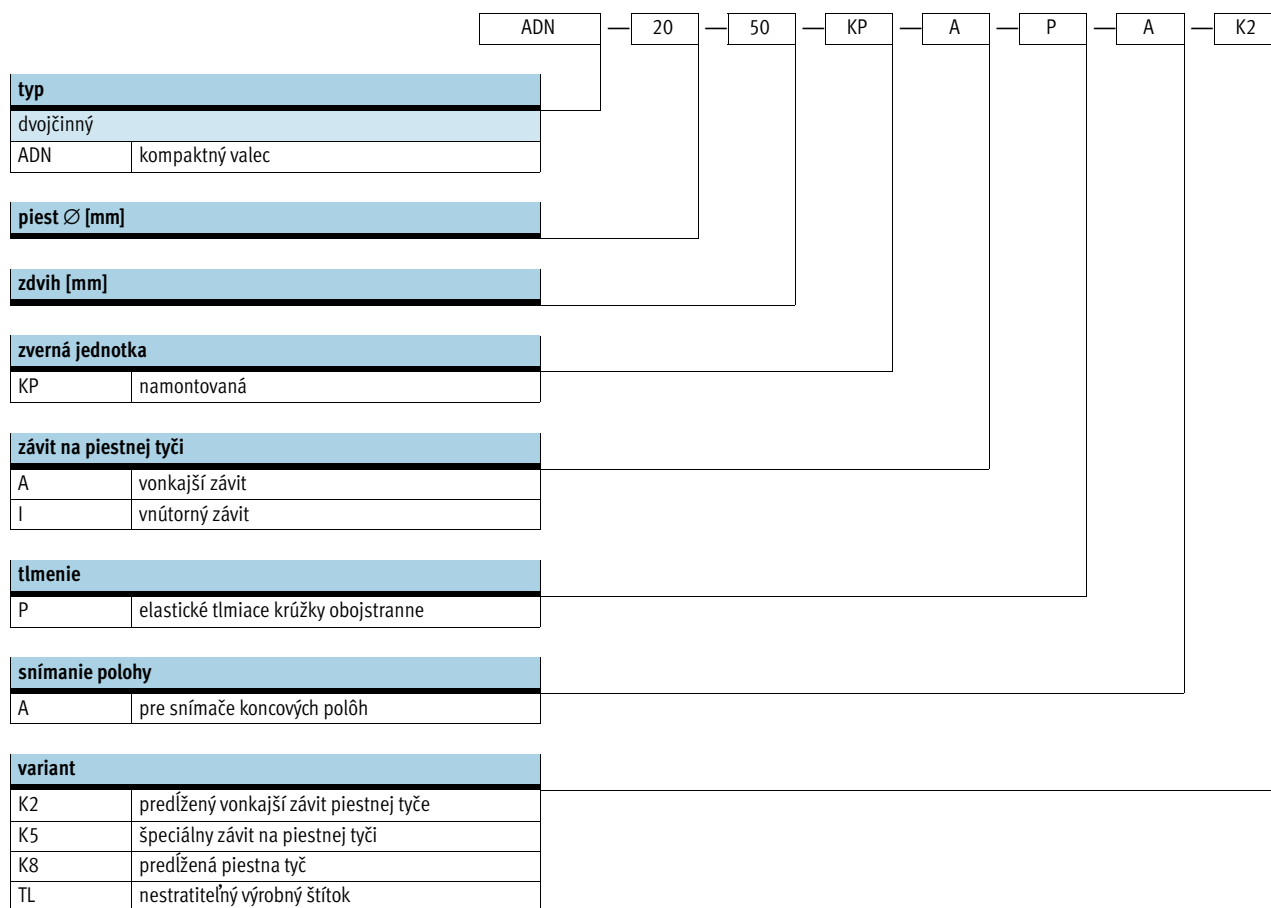 ADN — 20 — 50 — KP — A — P — A — K2
typ
dvojčinný
ADN kompaktný valec
piest ∅ [mm]
zdvih [mm]
zverná jednotka
KP namontovaná
závit na piestnej tyči
A vonkajší závit
I vnútorný závit
tlmenie
P elastické tlmiace krúžky obojstranne
snímanie polohy
A pre snímače koncových polôh
variant
K2 predĺžený vonkajší závit piestnej tyče
K5 špeciálny závit na piestnej tyči
K8 predĺžená piestna tyč
TL nestratiteľný výrobný štítok